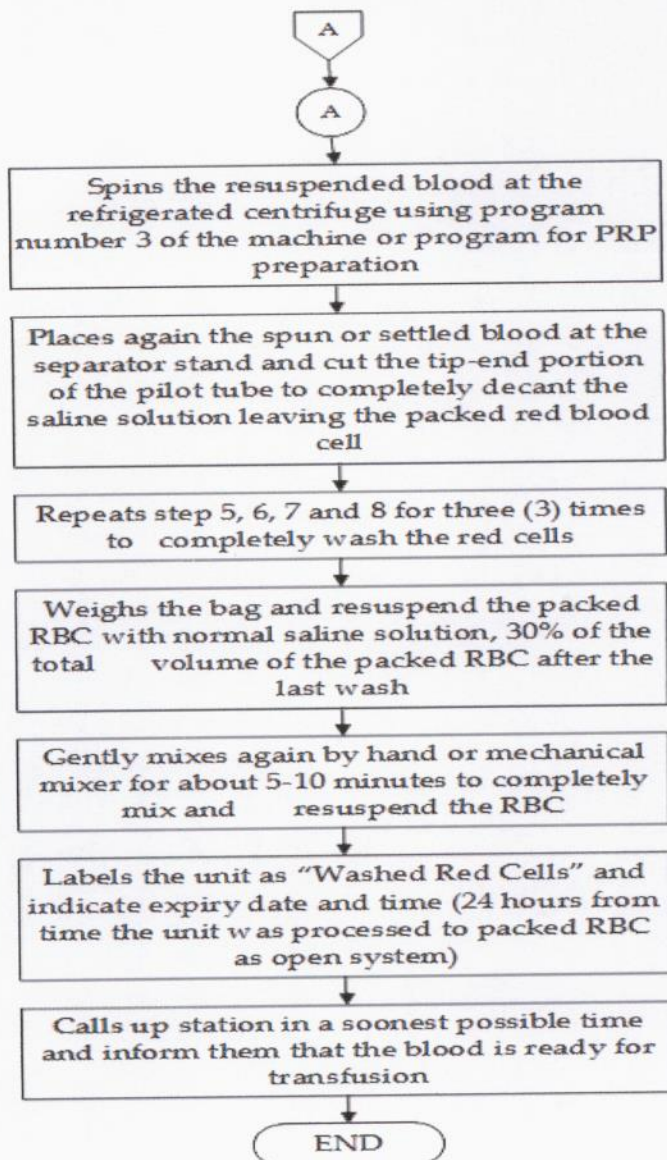 A
A
Spins the resuspended blood at the
refrigerated centrifuge using program
number 3 of the machine or program for PRP
preparation
Places again the spun or settled blood at the
separator stand and cut the tip-end portion
of the pilot tube to completely decant the
saline solution leaving the packed red blood
cell
Repeats step 5, 6, 7 and 8 for three (3) times
to completely wash the red cells
Weighs the bag and resuspend the packed
RBC with normal saline solution, 30% of the
total volume of the packed RBC after the
last wash
Gently mixes again by hand or mechanical
mixer for about 5-10 minutes to completely
mix and resuspend the RBC
Labels the unit as “Washed Red Cells” and
indicate expiry date and time (24 hours from
time the unit was processed to packed RBC
as open system)
Calls up station in a soonest possible time
and inform them that the blood is ready for
transfusion
END